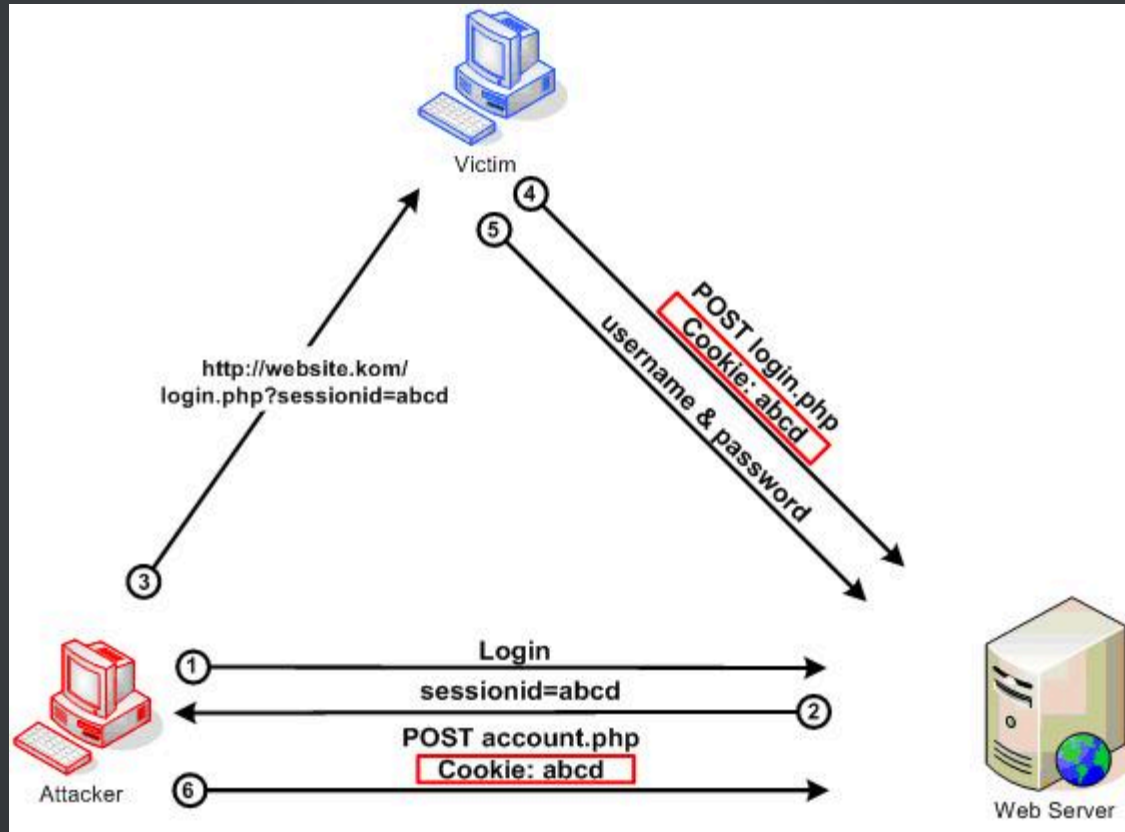 Victim
4
5
POST login.php
Cookie: abcd
username & password
http://website.kom/
login.php?sessionid=abcd
3
1
Login
sessionid=abcd
2
POST account.php
Cookie: abcd
6
Attacker
Web Server